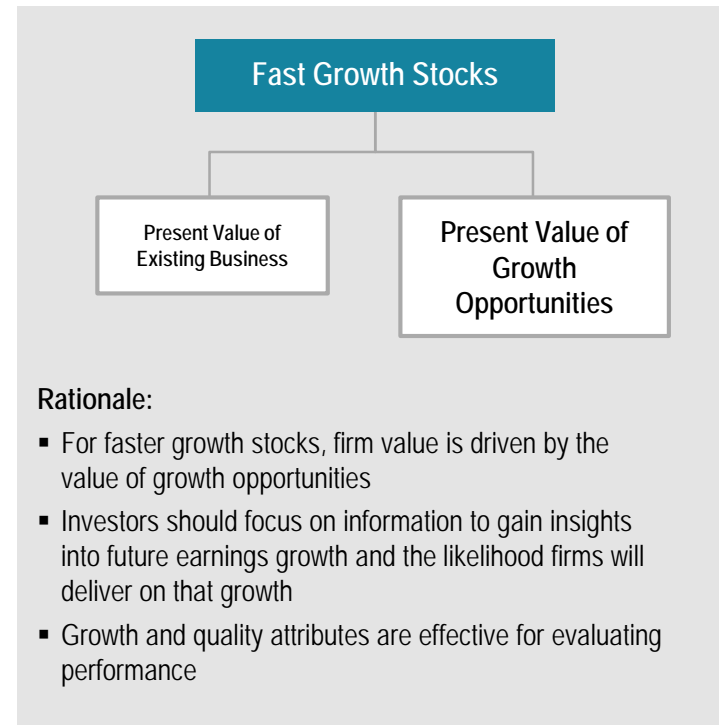 Fast Growth Stocks
Present Value of
Existing Business
Present Value of
Growth
Opportunities
Rationale:
▪ For faster growth stocks, firm value is driven by the
value of growth opportunities
▪ Investors should focus on information to gain insights
into future earnings growth and the likelihood firms will
deliver on that growth
▪ Growth and quality attributes are effective for evaluating
performance